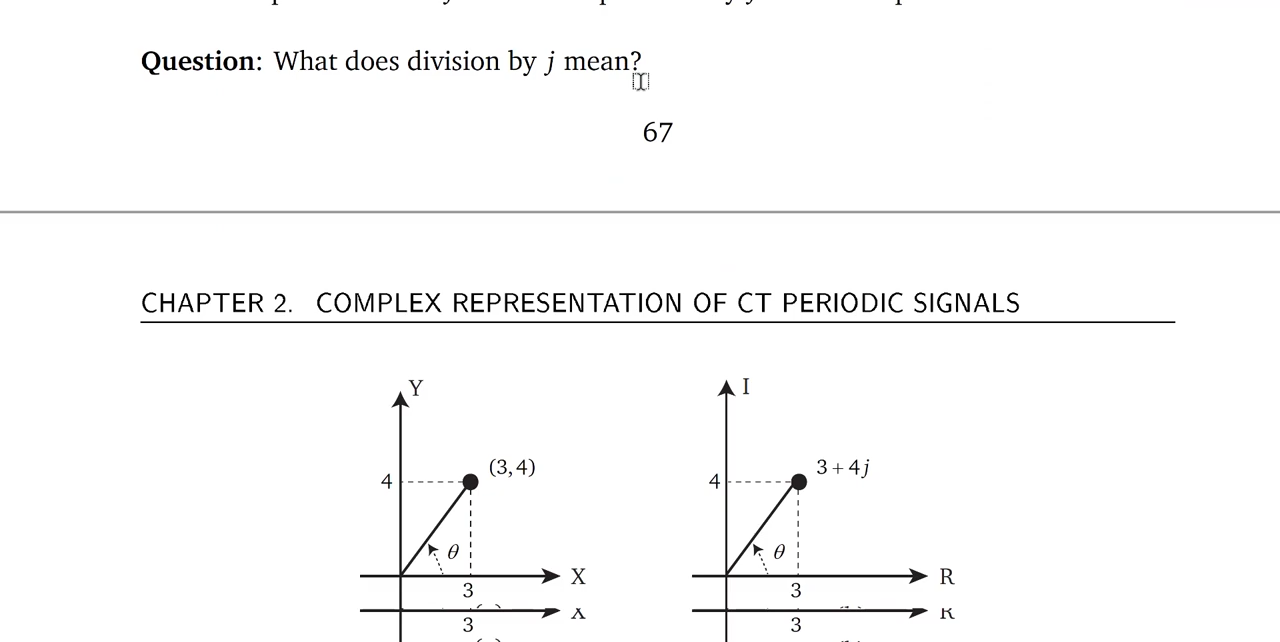 Question: What does division by j mean?
67
CHAPTER 2. COMPLEX REPRESENTATION OF CT PERIODIC SIGNALS
Y
I
(3,4)
3+4j
4
4
θ
θ
X
R
3
3
X
R
3
3